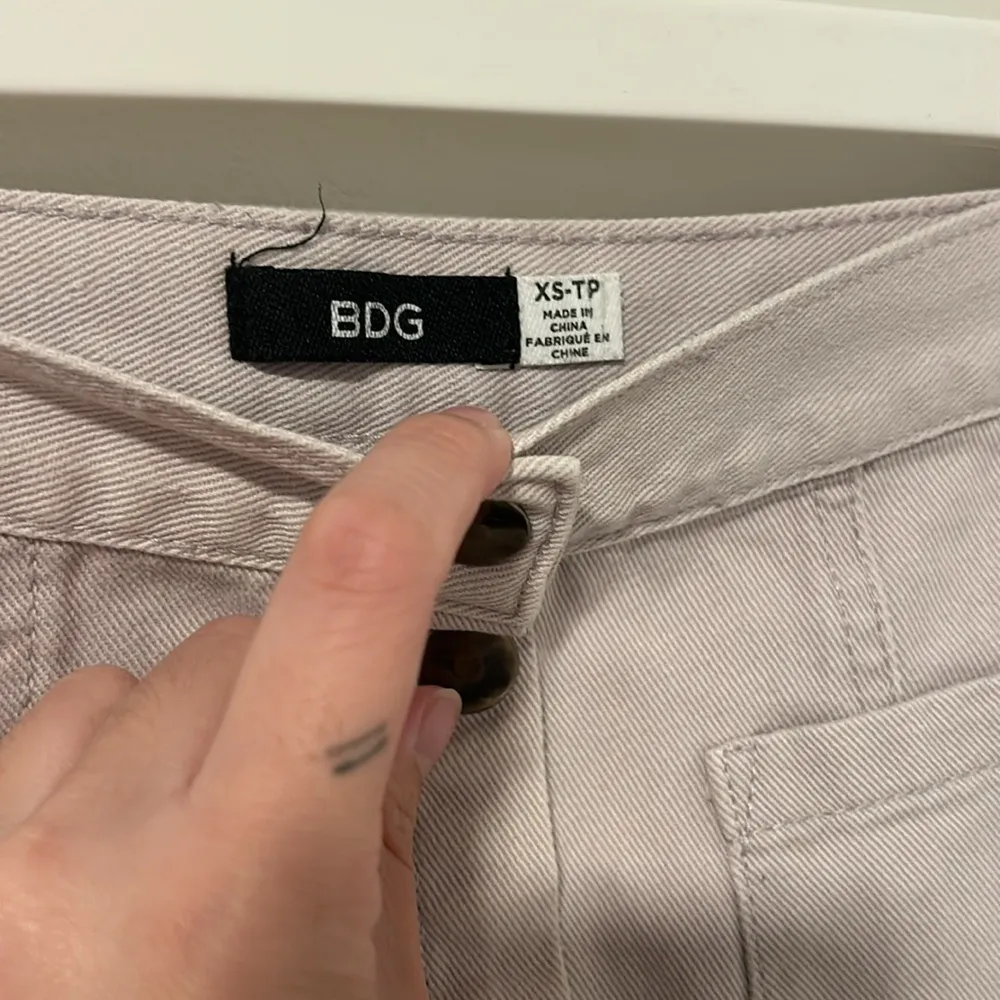 BDG
XS-TP
MADE IN
CHINA
FABRIQUÉ EN
CHINE